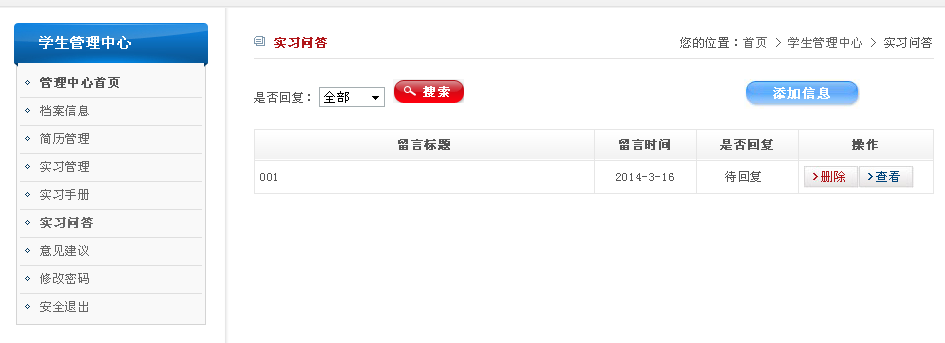 学生管理中心
管理中心首页
档案信息
简历管理
实习管理
实习手册
实习问答
意见建议
修改密码
安全退出
实习问答
您的位置：首页 > 学生管理中心 > 实习问答
是否回复： 全部 搜索 添加信息
留言标题 留言时间 是否回复 操作
001 2014-3-16 待回复 删除 查看